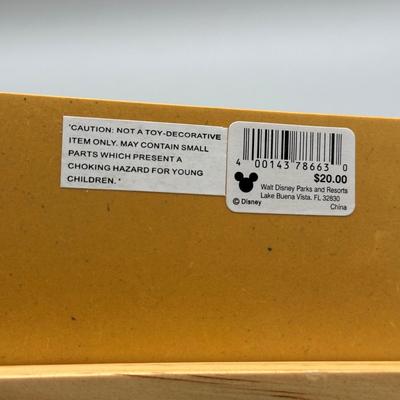 "CAUTION: NOT A TOY-DECORATIVE
ITEM ONLY. MAY CONTAIN SMALL
PARTS WHICH PRESENT A
CHOKING HAZARD FOR YOUNG
CHILDREN. "
4 00143 78663 0
$20.00
Walt Disney Parks and Resorts
Lake Buena Vista, FL 32830
© Disney China